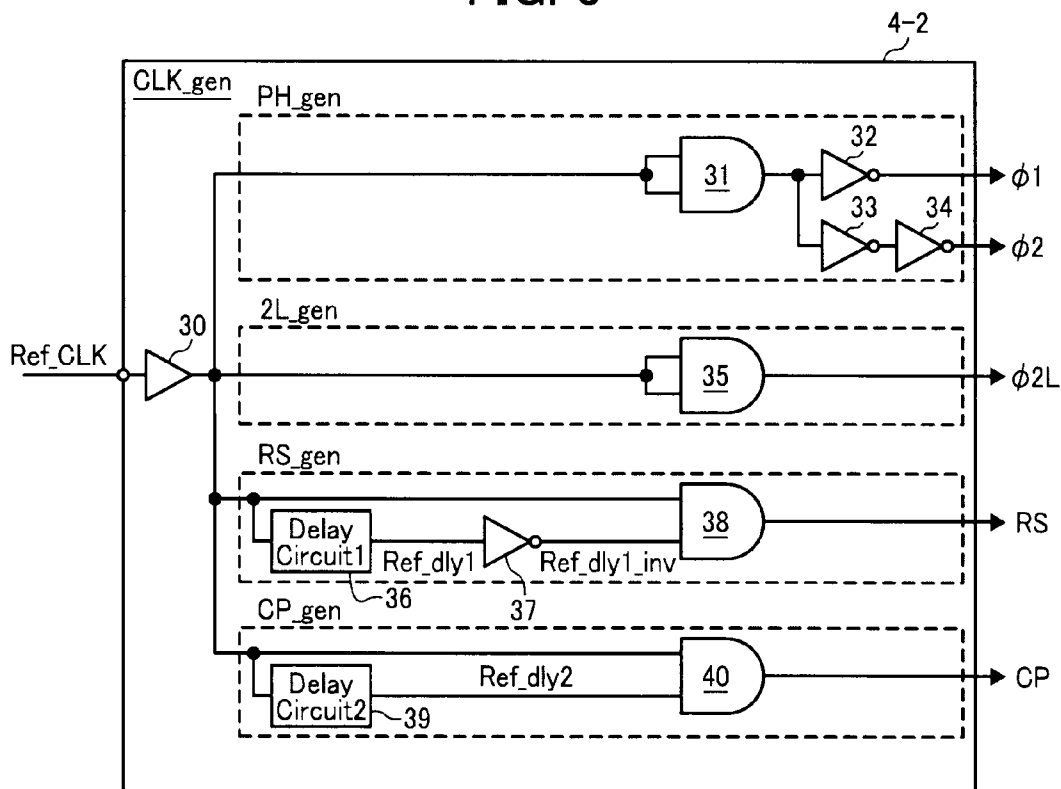 4-2
CLK_gen
PH_gen
31
32
33
34
ϕ1
ϕ2
2L_gen
Ref_CLK
30
35
ϕ2L
RS_gen
Delay
Circuit1
36
Ref_dly1
37
Ref_dly1_inv
38
RS
CP_gen
Delay
Circuit2
39
Ref_dly2
40
CP